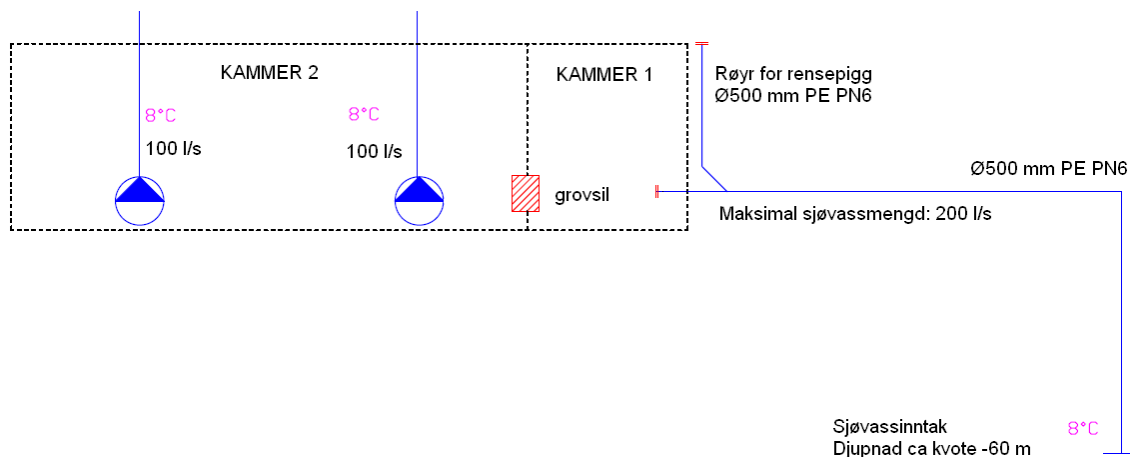 KAMMER 2
KAMMER 1
Røyr for rensepigg
Ø500 mm PE PN6
8°C
8°C
100 l/s
100 l/s
Ø500 mm PE PN6
grovsil
Maksimal sjøvassmengd: 200 l/s
Sjøvassinntak
8°C
Djupnad ca kvote -60 m